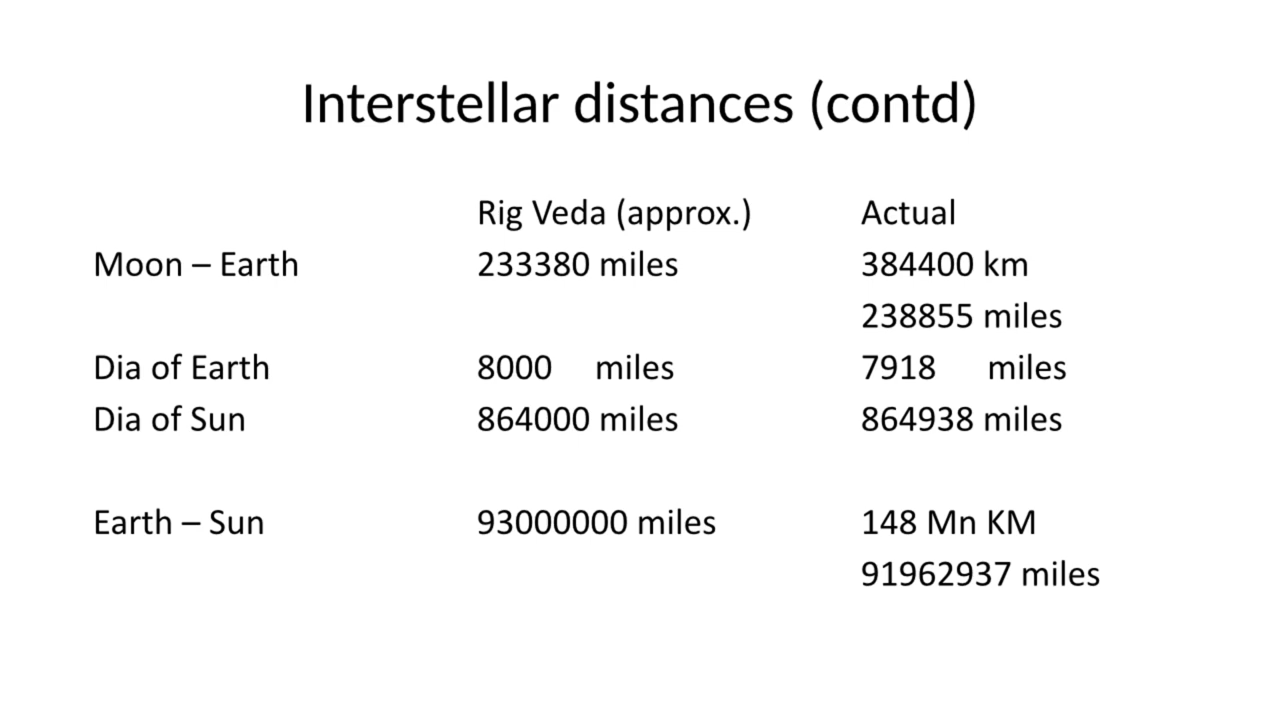 Interstellar distances (contd)
Rig Veda (approx.) Actual
Moon – Earth 233380 miles 384400 km
238855 miles
Dia of Earth 8000 miles 7918 miles
Dia of Sun 864000 miles 864938 miles
Earth – Sun 93000000 miles 148 Mn KM
91962937 miles